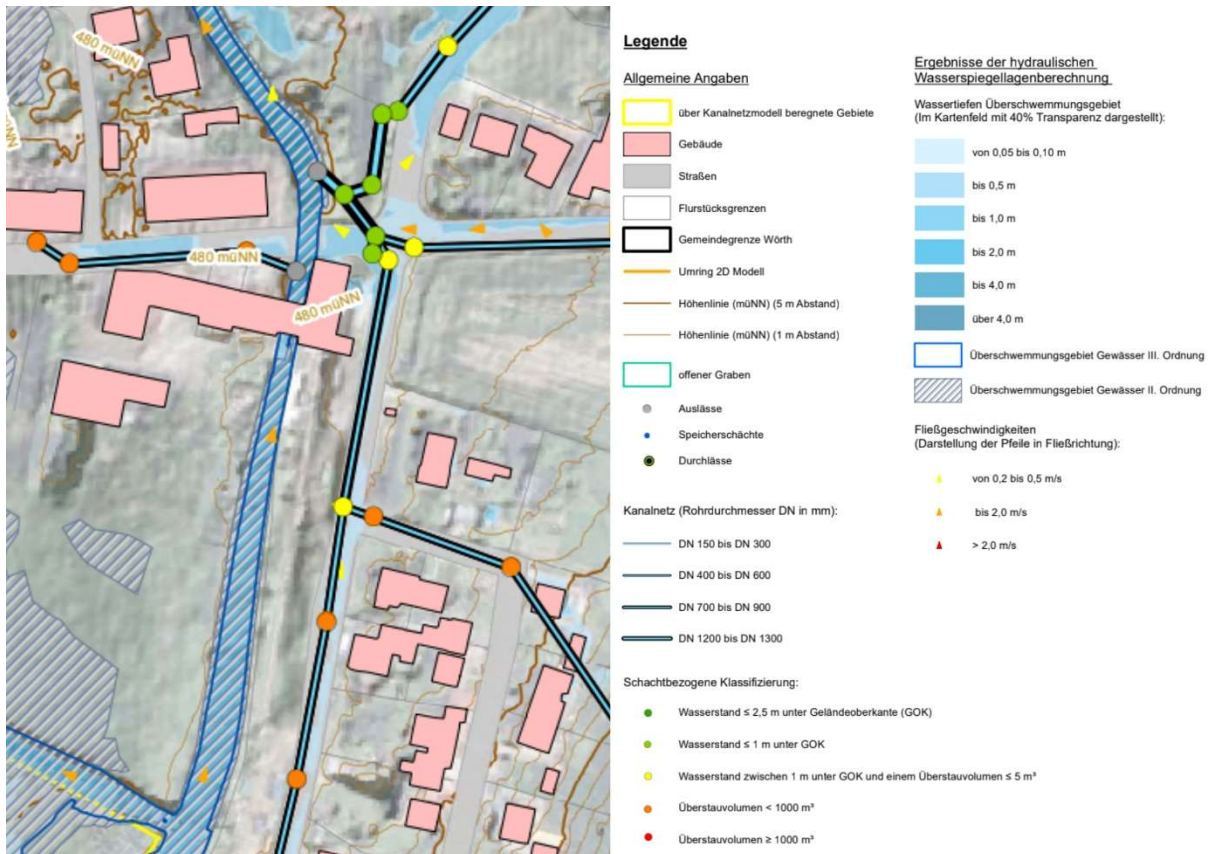 480 müNN
müNN
480 müNN
480 müNN
Legende
Allgemeine Angaben
über Kanalnetzmodell beregnete Gebiete
Gebäude
Straßen
Flurstücksgrenzen
Gemeindegrenze Wörth
Umring 2D Modell
Höhenlinie (müNN) (5 m Abstand)
Höhenlinie (müNN) (1 m Abstand)
offener Graben
Auslässe
Speicherschächte
Durchlässe
Kanalnetz (Rohrdurchmesser DN in mm):
DN 150 bis DN 300
DN 400 bis DN 600
DN 700 bis DN 900
DN 1200 bis DN 1300
Schachtbezogene Klassifizierung:
Wasserstand ≤ 2,5 m unter Geländeoberkante (GOK)
Wasserstand ≤ 1 m unter GOK
Wasserstand zwischen 1 m unter GOK und einem Überstauvolumen ≤ 5 m³
Überstauvolumen < 1000 m³
Überstauvolumen ≥ 1000 m³
Ergebnisse der hydraulischen
Wasserspiegellagenberechnung
Wassertiefen Überschwemmungsgebiet
(Im Kartenfeld mit 40% Transparenz dargestellt):
von 0,05 bis 0,10 m
bis 0,5 m
bis 1,0 m
bis 2,0 m
bis 4,0 m
über 4,0 m
Überschwemmungsgebiet Gewässer III. Ordnung
Überschwemmungsgebiet Gewässer II. Ordnung
Fließgeschwindigkeiten
(Darstellung der Pfeile in Fließrichtung):
von 0,2 bis 0,5 m/s
bis 2,0 m/s
> 2,0 m/s